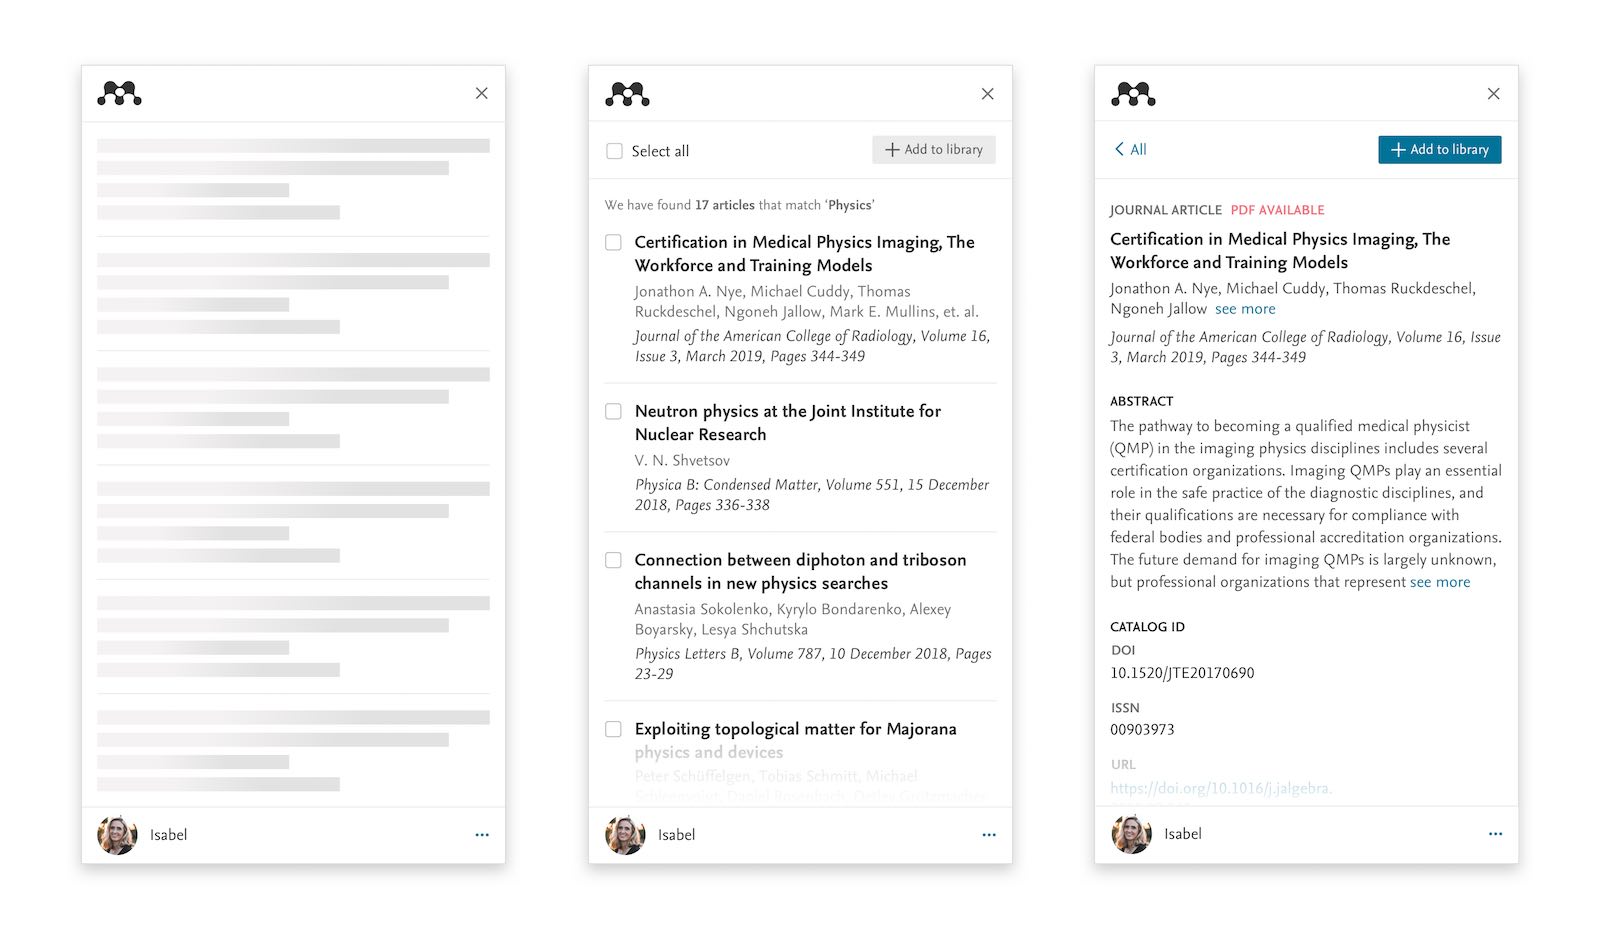 Isabel
Select all
Add to library
We have found 17 articles that match ‘Physics’
Certification in Medical Physics Imaging, The
Workforce and Training Models
Jonathon A. Nye, Michael Cuddy, Thomas
Ruckdeschel, Ngoneh Jallow, Mark E. Mullins, et. al.
Journal of the American College of Radiology, Volume 16,
Issue 3, March 2019, Pages 344-349
Neutron physics at the Joint Institute for
Nuclear Research
V. N. Shvetsov
Physica B: Condensed Matter, Volume 551, 15 December
2018, Pages 336-338
Connection between diphoton and triboson
channels in new physics searches
Anastasia Sokolenko, Kyrylo Bondarenko, Alexey
Boyarsky, Lesya Shchutska
Physics Letters B, Volume 787, 10 December 2018, Pages
23-29
Exploiting topological matter for Majorana
physics and devices
Peter Schüffelgen, Tobias Schmitt, Michael
Schleenvoigt, Daniel Rosenbach, Detlev Grützmacher
Isabel
All
Add to library
JOURNAL ARTICLE PDF AVAILABLE
Certification in Medical Physics Imaging, The
Workforce and Training Models
Jonathon A. Nye, Michael Cuddy, Thomas Ruckdeschel,
Ngoneh Jallow see more
Journal of the American College of Radiology, Volume 16, Issue
3, March 2019, Pages 344-349
ABSTRACT
The pathway to becoming a qualified medical physicist
(QMP) in the imaging physics disciplines includes several
certification organizations. Imaging QMPs play an essential
role in the safe practice of the diagnostic disciplines, and
their qualifications are necessary for compliance with
federal bodies and professional accreditation organizations.
The future demand for imaging QMPs is largely unknown,
but professional organizations that represent see more
CATALOG ID
DOI
10.1520/JTE20170690
ISSN
00903973
URL
https://doi.org/10.1016/j.jalgebra.
Isabel